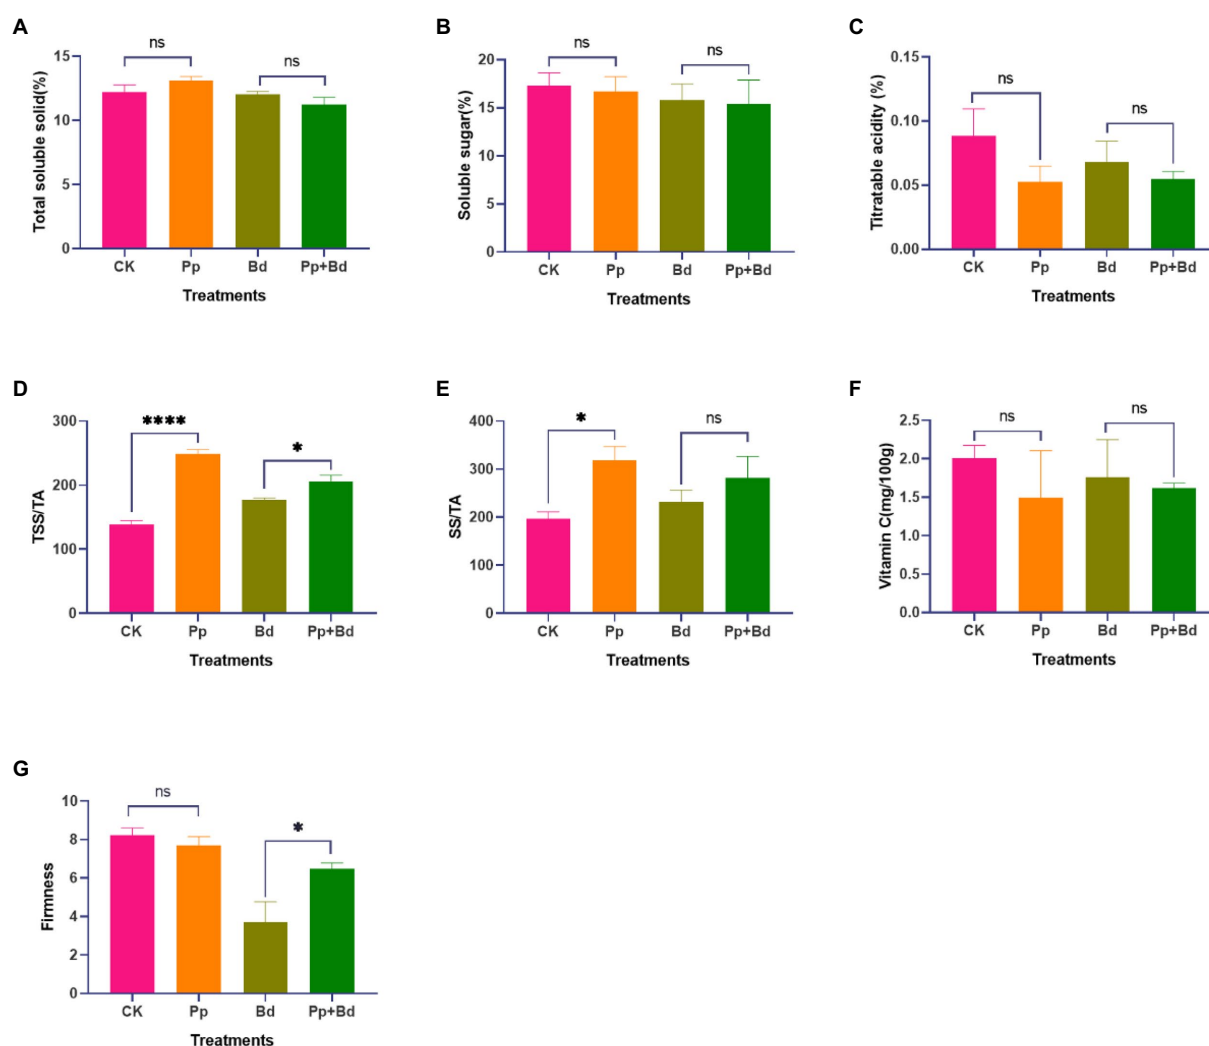 A
ns
ns
15
10
5
0
Total soluble solid(%)
CK Pp Bd Pp+Bd
Treatments
B
ns
ns
20
15
10
5
0
Soluble sugar(%)
CK Pp Bd Pp+Bd
Treatments
C
ns
ns
0.15
0.10
0.05
0.00
Titratable acidity (%)
CK Pp Bd Pp+Bd
Treatments
D
****
*
300
200
100
0
TSS/TA
CK Pp Bd Pp+Bd
Treatments
E
*
ns
400
300
200
100
0
SS/TA
CK Pp Bd Pp+Bd
Treatments
F
ns
ns
2.5
2.0
1.5
1.0
0.5
0.0
Vitamin C(mg/100g)
CK Pp Bd Pp+Bd
Treatments
G
ns
*
10
8
6
4
2
0
Firmness
CK Pp Bd Pp+Bd
Treatments